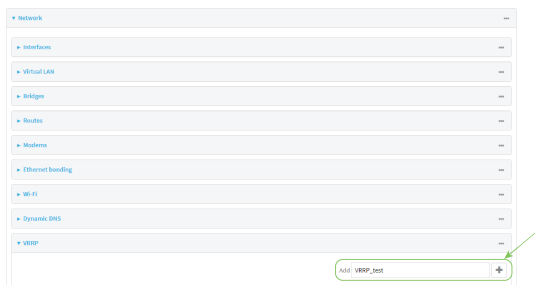 Network
Interfaces
Virtual LAN
Bridges
Routes
Modems
Ethernet bonding
Wi-Fi
Dynamic DNS
VRRP
Add VRRP_test